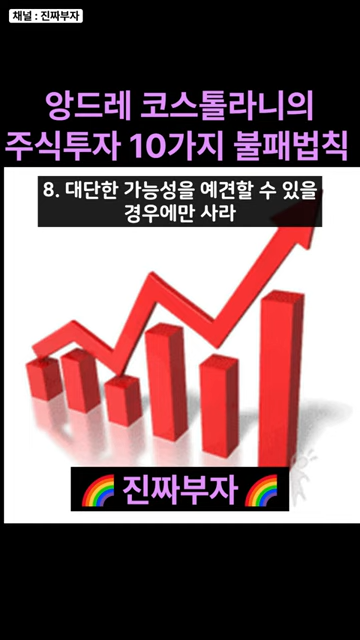 채널 : 진짜부자
앙드레 코스톨라니의
주식투자 10가지 불패법칙
8. 대단한 가능성을 예견할 수 있을
경우에만 사라
🌈 진짜부자 🌈